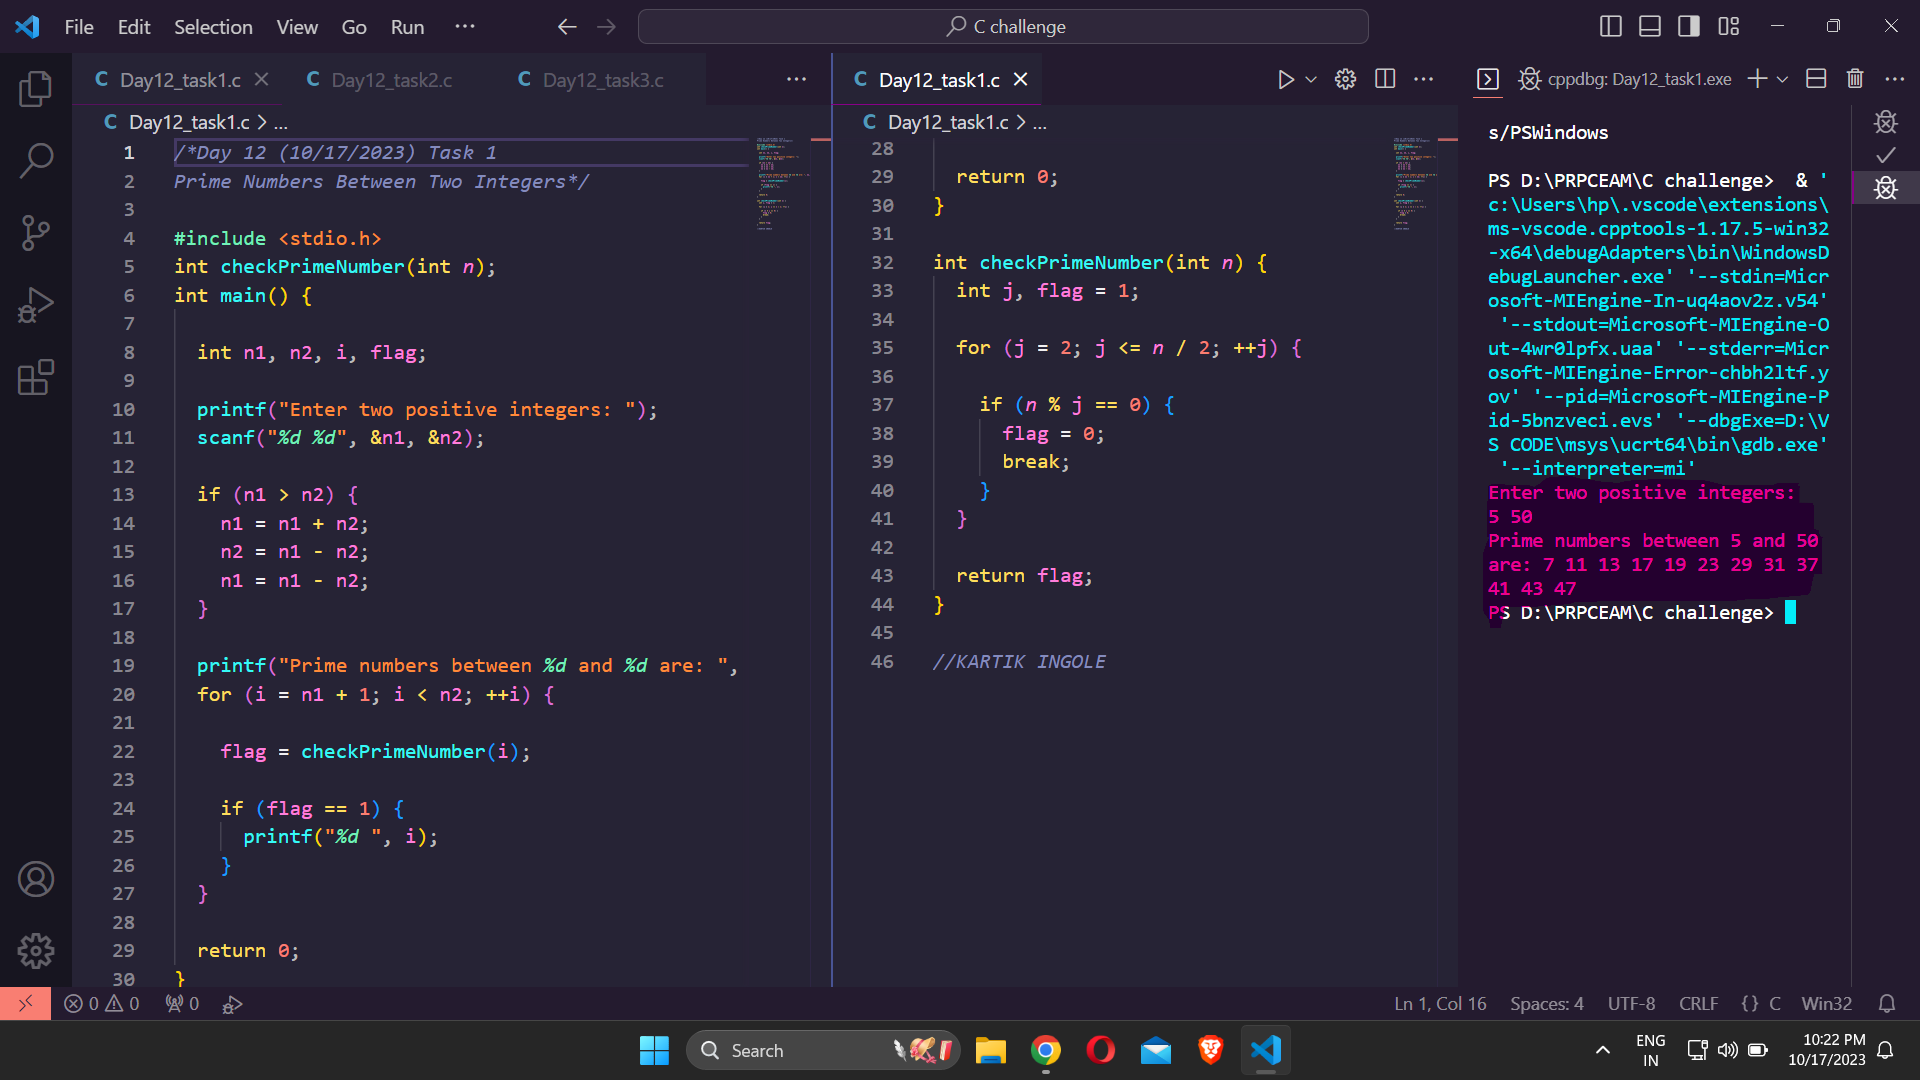 File Edit Selection View Go Run ··· C challenge
C Day12_task1.c C Day12_task2.c C Day12_task3.c ···
C Day12_task1.c > ...
1 /*Day 12 (10/17/2023) Task 1
2 Prime Numbers Between Two Integers*/
3
4 #include <stdio.h>
5 int checkPrimeNumber(int n);
6 int main() {
7
8 int n1, n2, i, flag;
9
10 printf("Enter two positive integers: ");
11 scanf("%d %d", &n1, &n2);
12
13 if (n1 > n2) {
14 n1 = n1 + n2;
15 n2 = n1 - n2;
16 n1 = n1 - n2;
17 }
18
19 printf("Prime numbers between %d and %d are: ",
20 for (i = n1 + 1; i < n2; ++i) {
21
22 flag = checkPrimeNumber(i);
23
24 if (flag == 1) {
25 printf("%d ", i);
26 }
27 }
28
29 return 0;
30 }
C Day12_task1.c
C Day12_task1.c > ...
28
29 return 0;
30 }
31
32 int checkPrimeNumber(int n) {
33 int j, flag = 1;
34
35 for (j = 2; j <= n / 2; ++j) {
36
37 if (n % j == 0) {
38 flag = 0;
39 break;
40 }
41 }
42
43 return flag;
44 }
45
46 //KARTIK INGOLE
cppdbg: Day12_task1.exe
s/PSWindows
PS D:\PRPCEAM\C challenge> & '
c:\Users\hp\.vscode\extensions\
ms-vscode.cpptools-1.17.5-win32
-x64\debugAdapters\bin\WindowsD
ebugLauncher.exe' '--stdin=Micr
osoft-MIEngine-In-uq4aov2z.v54'
'--stdout=Microsoft-MIEngine-O
ut-4wr0lpfx.uaa' '--stderr=Micr
osoft-MIEngine-Error-chbh2ltf.y
ov' '--pid=Microsoft-MIEngine-P
id-5bnzveci.evs' '--dbgExe=D:\V
S CODE\msys\ucrt64\bin\gdb.exe'
'--interpreter=mi'
Enter two positive integers:
5 50
Prime numbers between 5 and 50
are: 7 11 13 17 19 23 29 31 37
41 43 47
PS D:\PRPCEAM\C challenge>
0 0 0 Ln 1, Col 16 Spaces: 4 UTF-8 CRLF {} C Win32
Search
ENG
IN
10:22 PM
10/17/2023